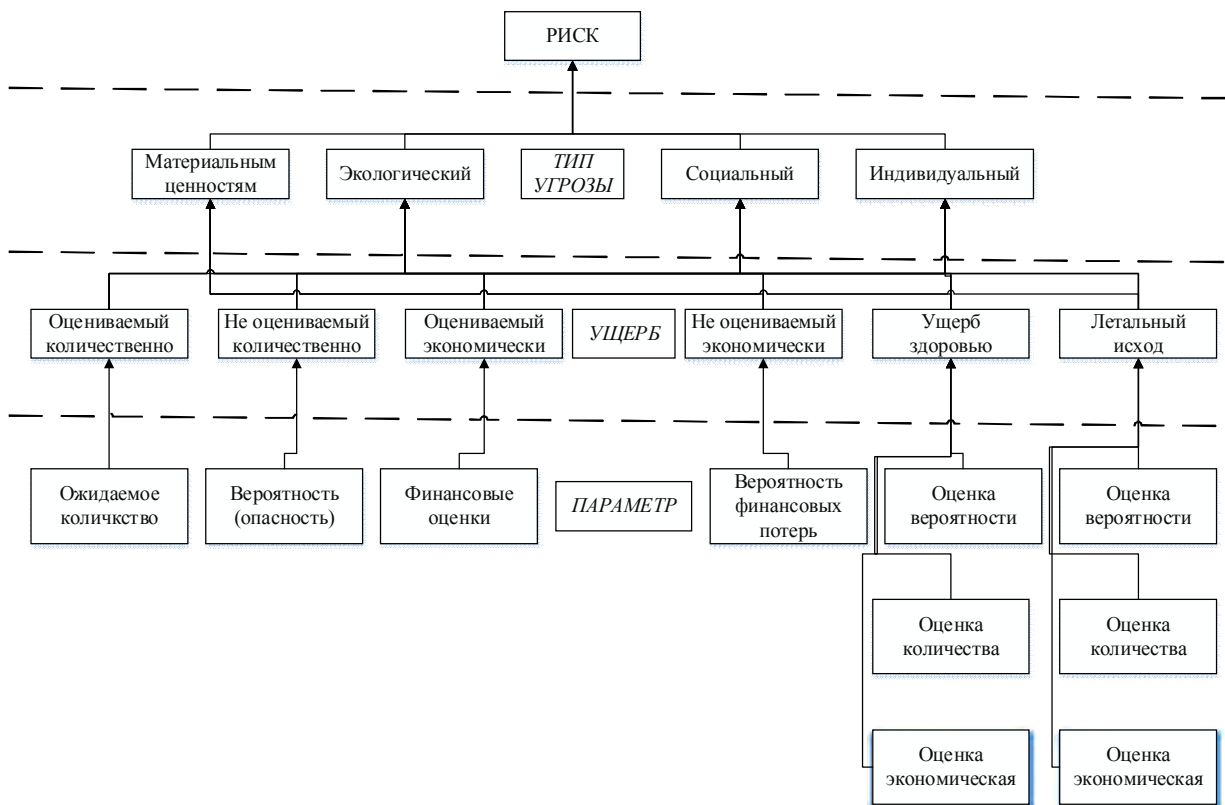 РИСК
Материальным
ценностям
Экологический
ТИП
УГРОЗЫ
Социальный
Индивидуальный
Оцениваемый
количественно
Не оцениваемый
количественно
Оцениваемый
экономически
УЩЕРБ
Не оцениваемый
экономически
Ущерб
здоровью
Летальный
исход
Ожидаемое
количкство
Вероятность
(опасность)
Финансовые
оценки
ПАРАМЕТР
Вероятность
финансовых
потерь
Оценка
вероятности
Оценка
вероятности
Оценка
количества
Оценка
количества
Оценка
экономическая
Оценка
экономическая